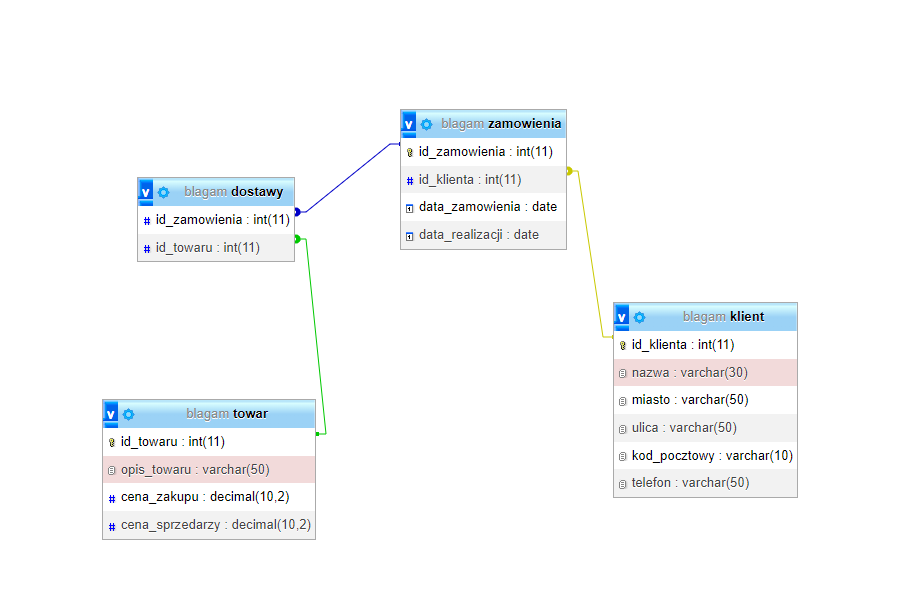 v blagam zamowienia
id_zamowienia : int(11)
# id_klienta : int(11)
data_zamowienia : date
data_realizacji : date
v blagam dostawy
# id_zamowienia : int(11)
# id_towaru : int(11)
v blagam klient
id_klienta : int(11)
nazwa : varchar(30)
miasto : varchar(50)
ulica : varchar(50)
kod_pocztowy : varchar(10)
telefon : varchar(50)
v blagam towar
id_towaru : int(11)
opis_towaru : varchar(50)
# cena_zakupu : decimal(10,2)
# cena_sprzedarzy : decimal(10,2)